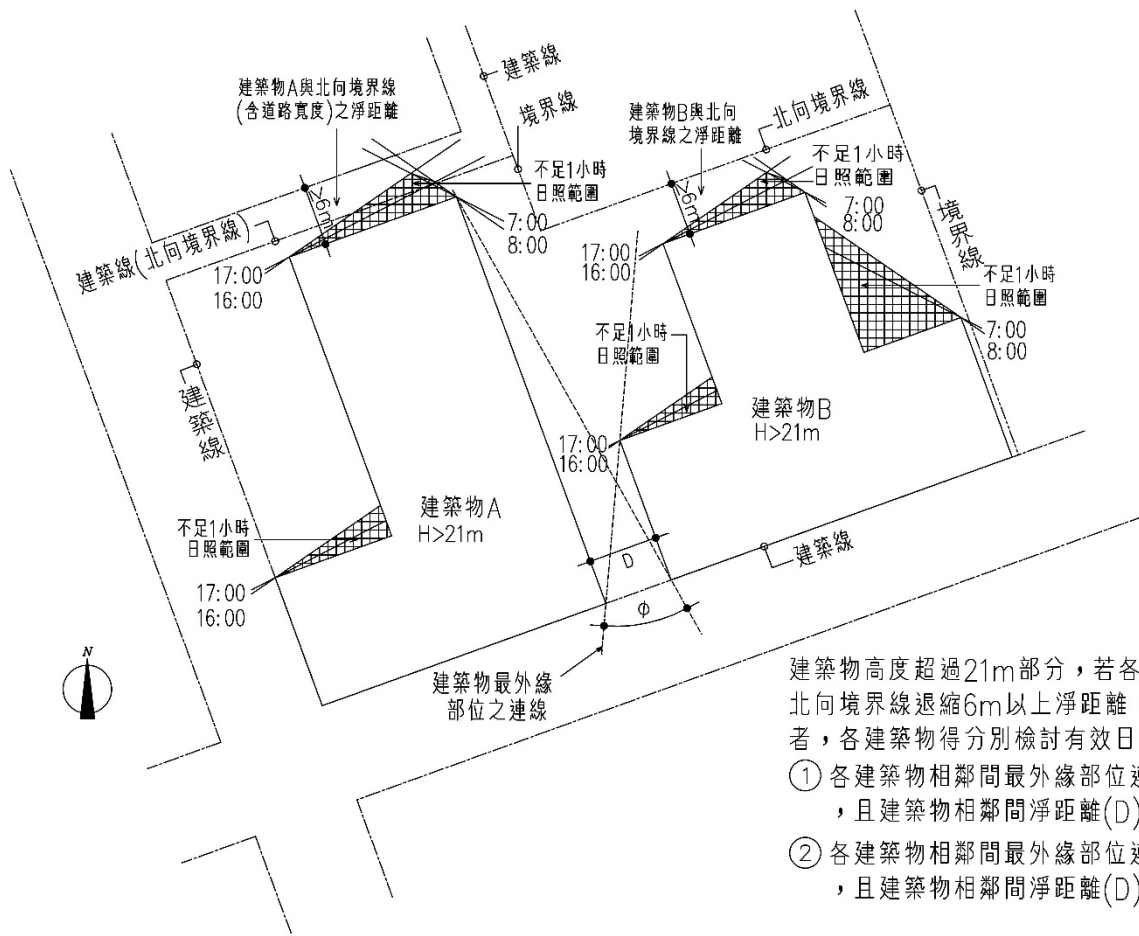 建築線
建築物A與北向境界線
(含道路寬度)之淨距離
境界線
建築物B與北向
境界線之淨距離
北向境界線
不足1小時
日照範圍
不足1小時
日照範圍
>6m
>6m
7:00
8:00
7:00
8:00
建築線(北向境界線)
境界線
17:00
16:00
17:00
16:00
不足1小時
日照範圍
不足1小時
日照範圍
7:00
8:00
建築線
建築物B
H>21m
17:00
16:00
建築物A
H>21m
不足1小時
日照範圍
建築線
D
17:00
16:00
φ
N
建築物最外緣
部位之連線
建築物高度超過21m部分,若各
北向境界線退縮6m以上淨距離
者,各建築物得分別檢討有效日
① 各建築物相鄰間最外緣部位
,且建築物相鄰間淨距離(D)
② 各建築物相鄰間最外緣部位
,且建築物相鄰間淨距離(D)